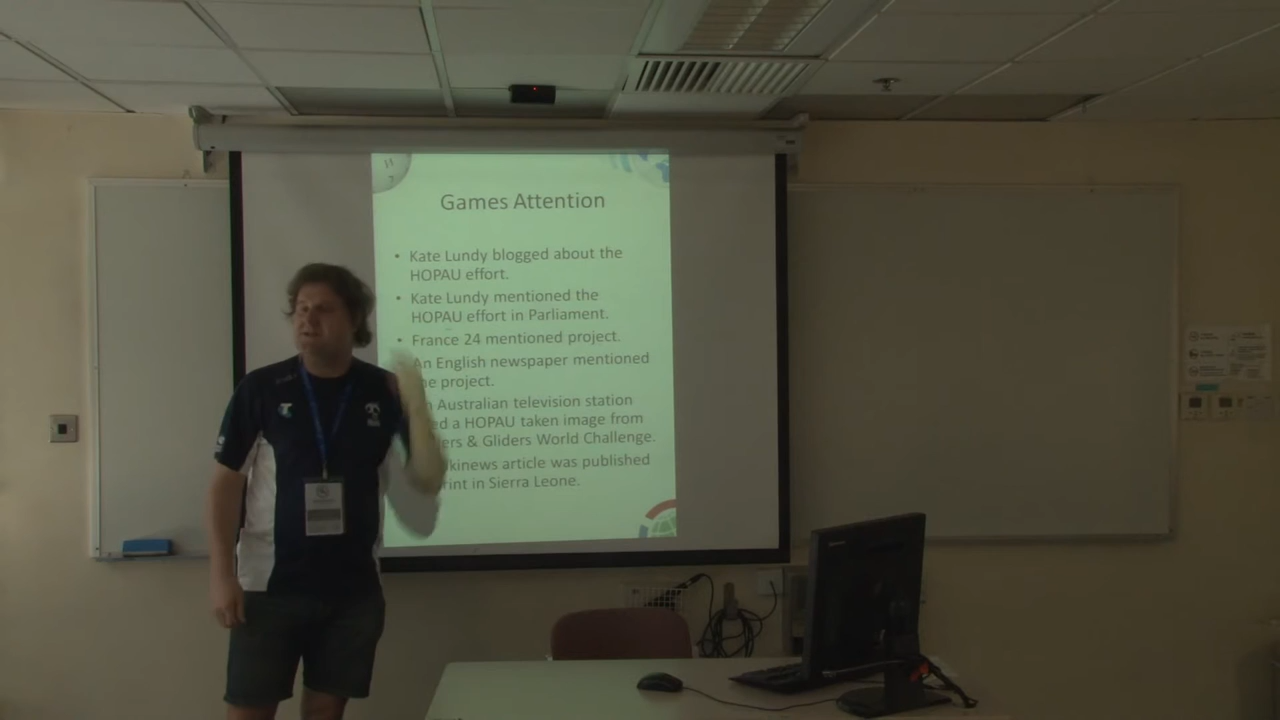 Games Attention
• Kate Lundy blogged about the
HOPAU effort.
• Kate Lundy mentioned the
HOPAU effort in Parliament.
• France 24 mentioned project.
An English newspaper mentioned
project.
Australian television station
a HOPAU taken image from
& Gliders World Challenge.
article was published
in Sierra Leone.